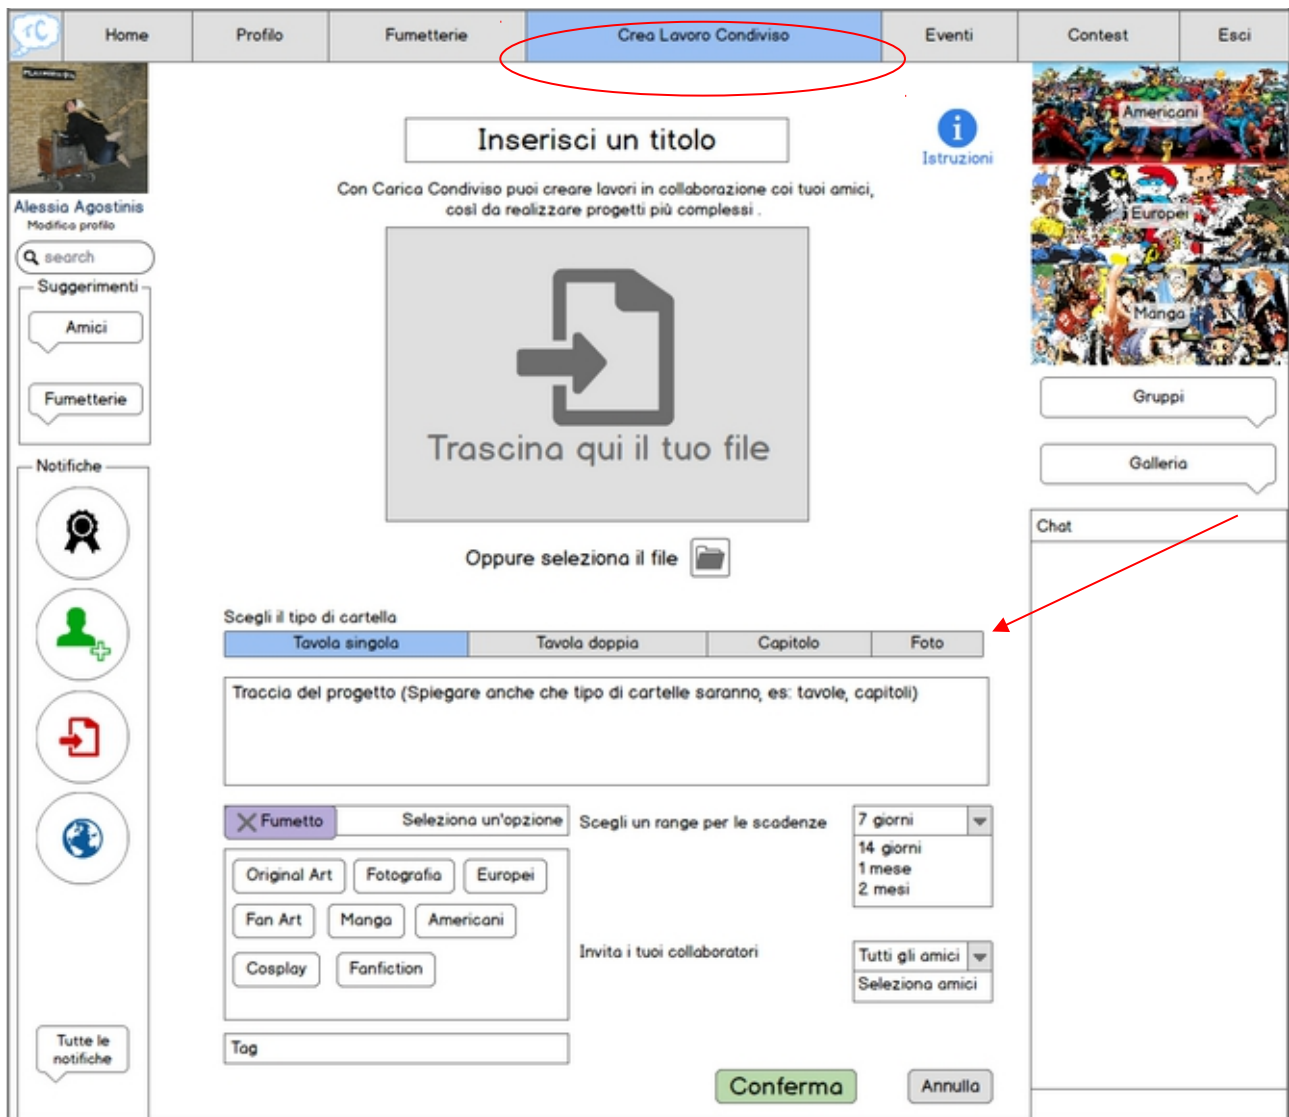 TC
Home
Profilo
Fumetterie
Crea Lavoro Condiviso
Eventi
Contest
Esci
Alessia Agostinis
Modifica profilo
search
Suggerimenti
Amici
Fumetterie
Notifiche
Tutte le
notifiche
Inserisci un titolo
Istruzioni
Con Carica Condiviso puoi creare lavori in collaborazione coi tuoi amici,
così da realizzare progetti più complessi .
Trascina qui il tuo file
Oppure seleziona il file
Scegli il tipo di cartella
Tavola singola
Tavola doppia
Capitolo
Foto
Traccia del progetto (Spiegare anche che tipo di cartelle saranno, es: tavole, capitoli)
Fumetto
Seleziona un'opzione
Original Art
Fotografia
Europei
Fan Art
Manga
Americani
Cosplay
Fanfiction
Tag
Scegli un range per le scadenze
7 giorni
14 giorni
1 mese
2 mesi
Invita i tuoi collaboratori
Tutti gli amici
Seleziona amici
Conferma
Annulla
Americani
Europei
Manga
Gruppi
Galleria
Chat